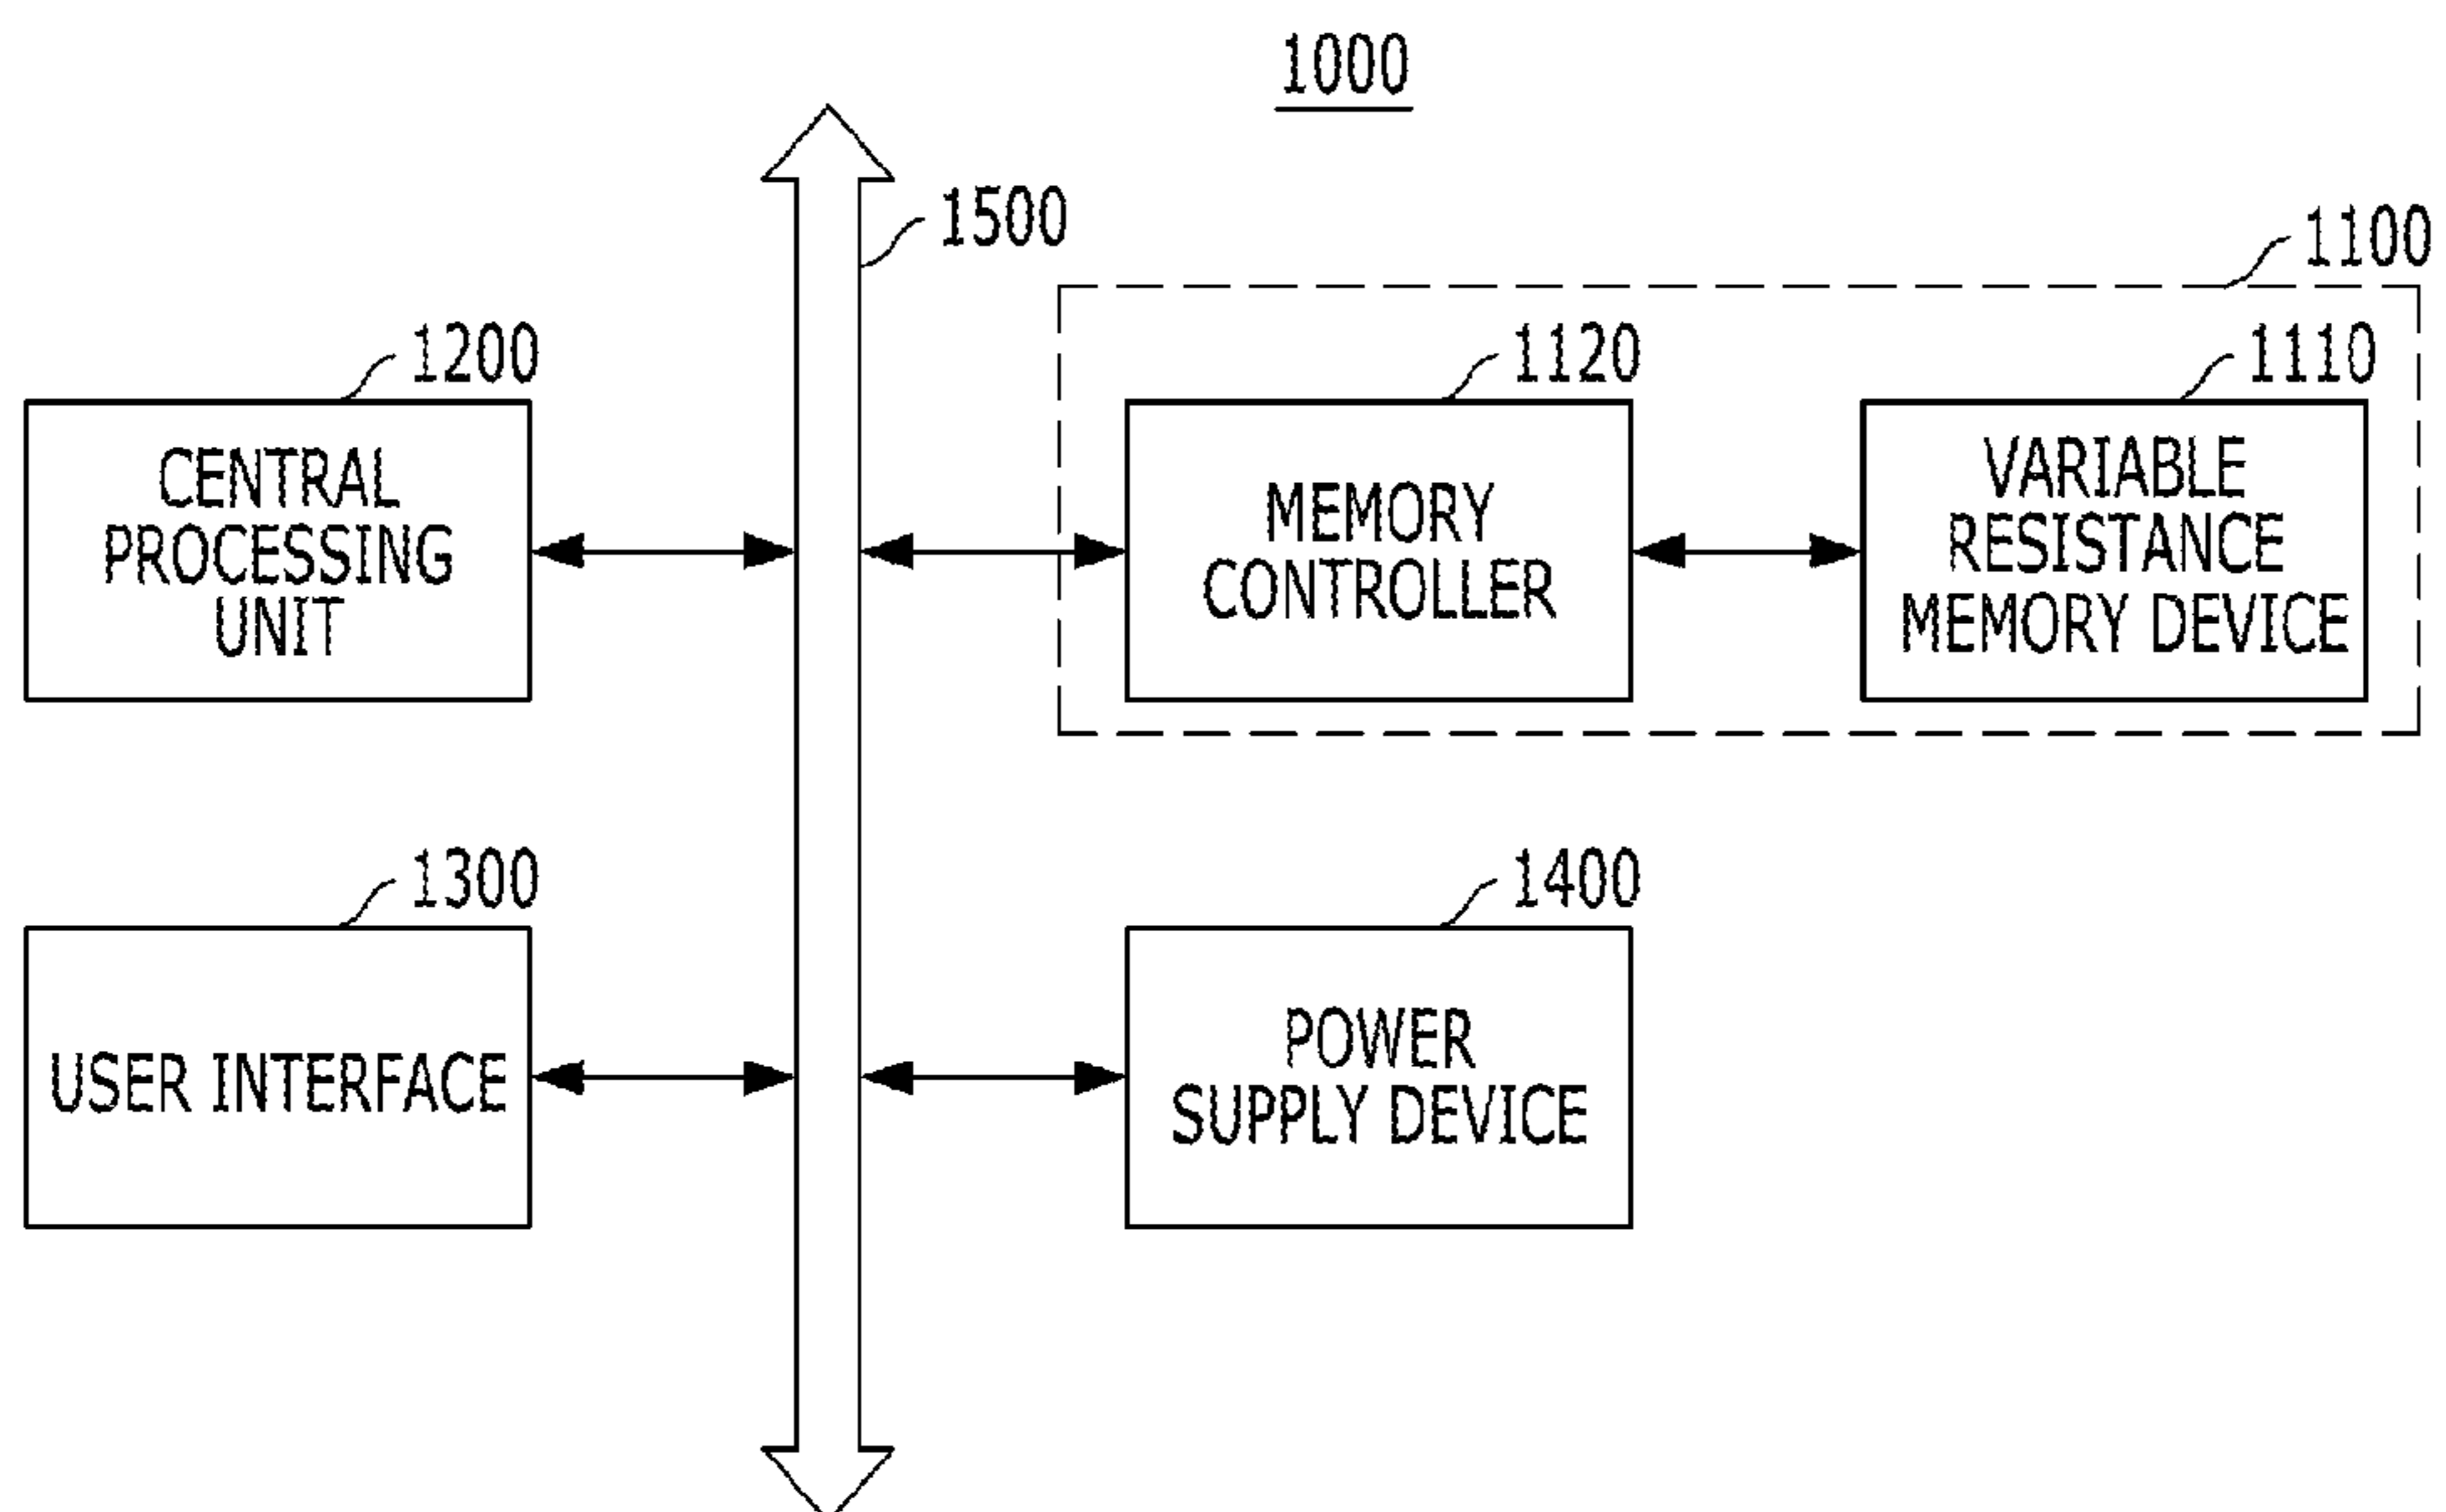 1000
1500
1100
1200
1120
1110
CENTRAL
PROCESSING
UNIT
MEMORY
CONTROLLER
VARIABLE
RESISTANCE
MEMORY DEVICE
1300
1400
USER INTERFACE
POWER
SUPPLY DEVICE